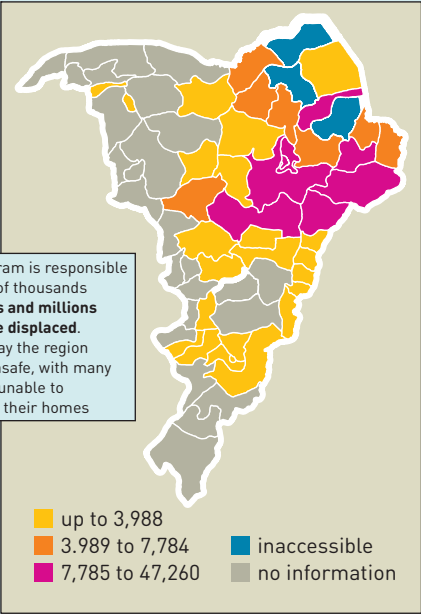 ram is responsible
of thousands
s and millions
e displaced.
ay the region
nsafe, with many
unable to
their homes
up to 3,988
3.989 to 7,784
7,785 to 47,260
inaccessible
no information